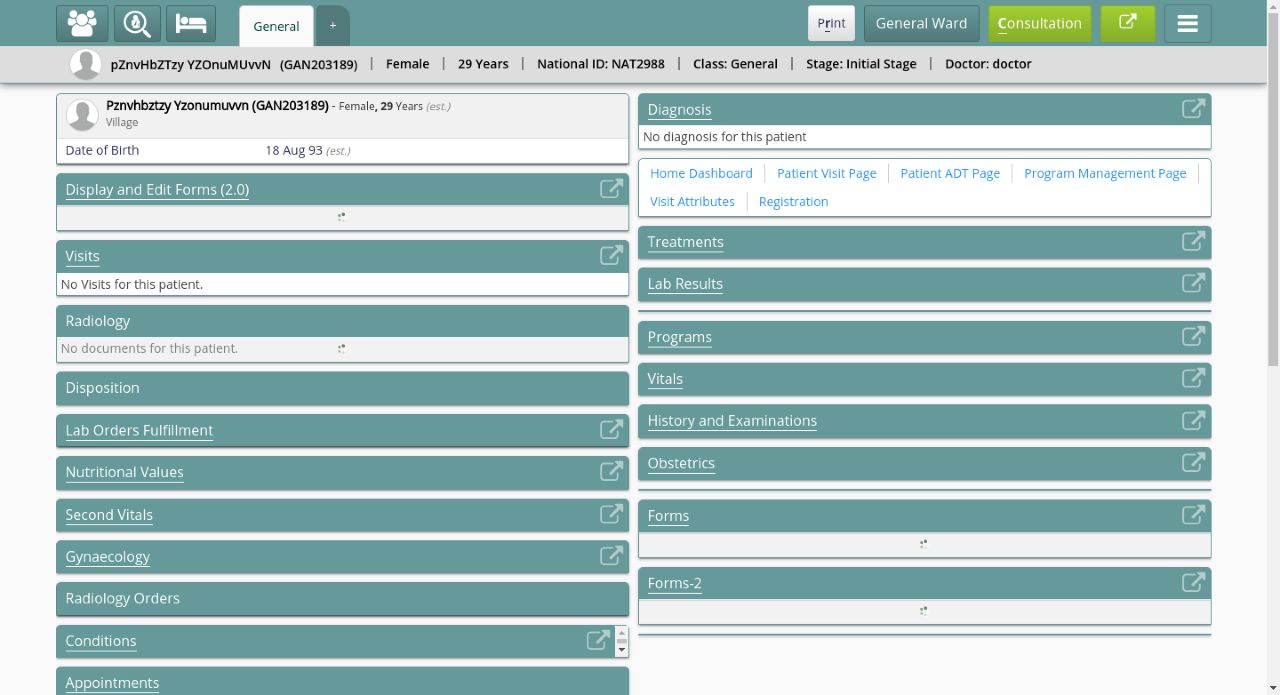 General
+
Print
General Ward
Consultation
pZnvHbZTzy YZOnuMUvvN (GAN203189) | Female | 29 Years | National ID: NAT2988 | Class: General | Stage: Initial Stage | Doctor: doctor
Pznvhbztzy Yzonumuvvn (GAN203189) - Female, 29 Years (est.)
Village
Date of Birth 18 Aug 93 (est.)
Display and Edit Forms (2.0)
Visits
No Visits for this patient.
Radiology
No documents for this patient.
Disposition
Lab Orders Fulfillment
Nutritional Values
Second Vitals
Gynaecology
Radiology Orders
Conditions
Appointments
Diagnosis
No diagnosis for this patient
Home Dashboard | Patient Visit Page | Patient ADT Page | Program Management Page |
Visit Attributes | Registration
Treatments
Lab Results
Programs
Vitals
History and Examinations
Obstetrics
Forms
Forms-2